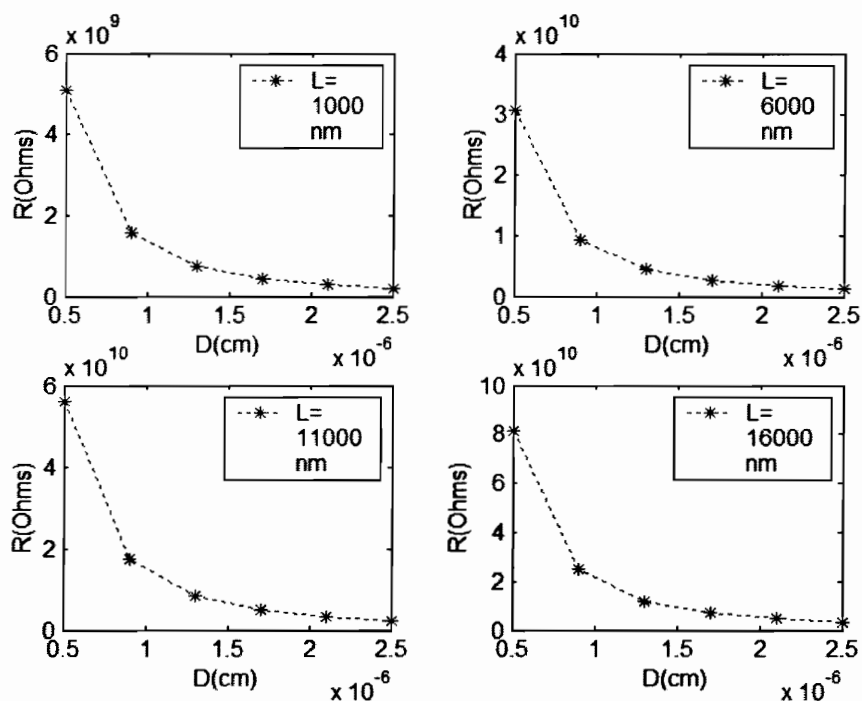 x 10^9
6
4
2
0
R(Ohms)
L=
1000
nm
0.5 1 1.5 2 2.5
D(cm)
x 10^-6
x 10^10
4
3
2
1
0
R(Ohms)
L=
6000
nm
0.5 1 1.5 2 2.5
D(cm)
x 10^-6
x 10^10
6
4
2
0
R(Ohms)
L=
11000
nm
0.5 1 1.5 2 2.5
D(cm)
x 10^-6
x 10^10
10
8
6
4
2
0
R(Ohms)
L=
16000
nm
0.5 1 1.5 2 2.5
D(cm)
x 10^-6